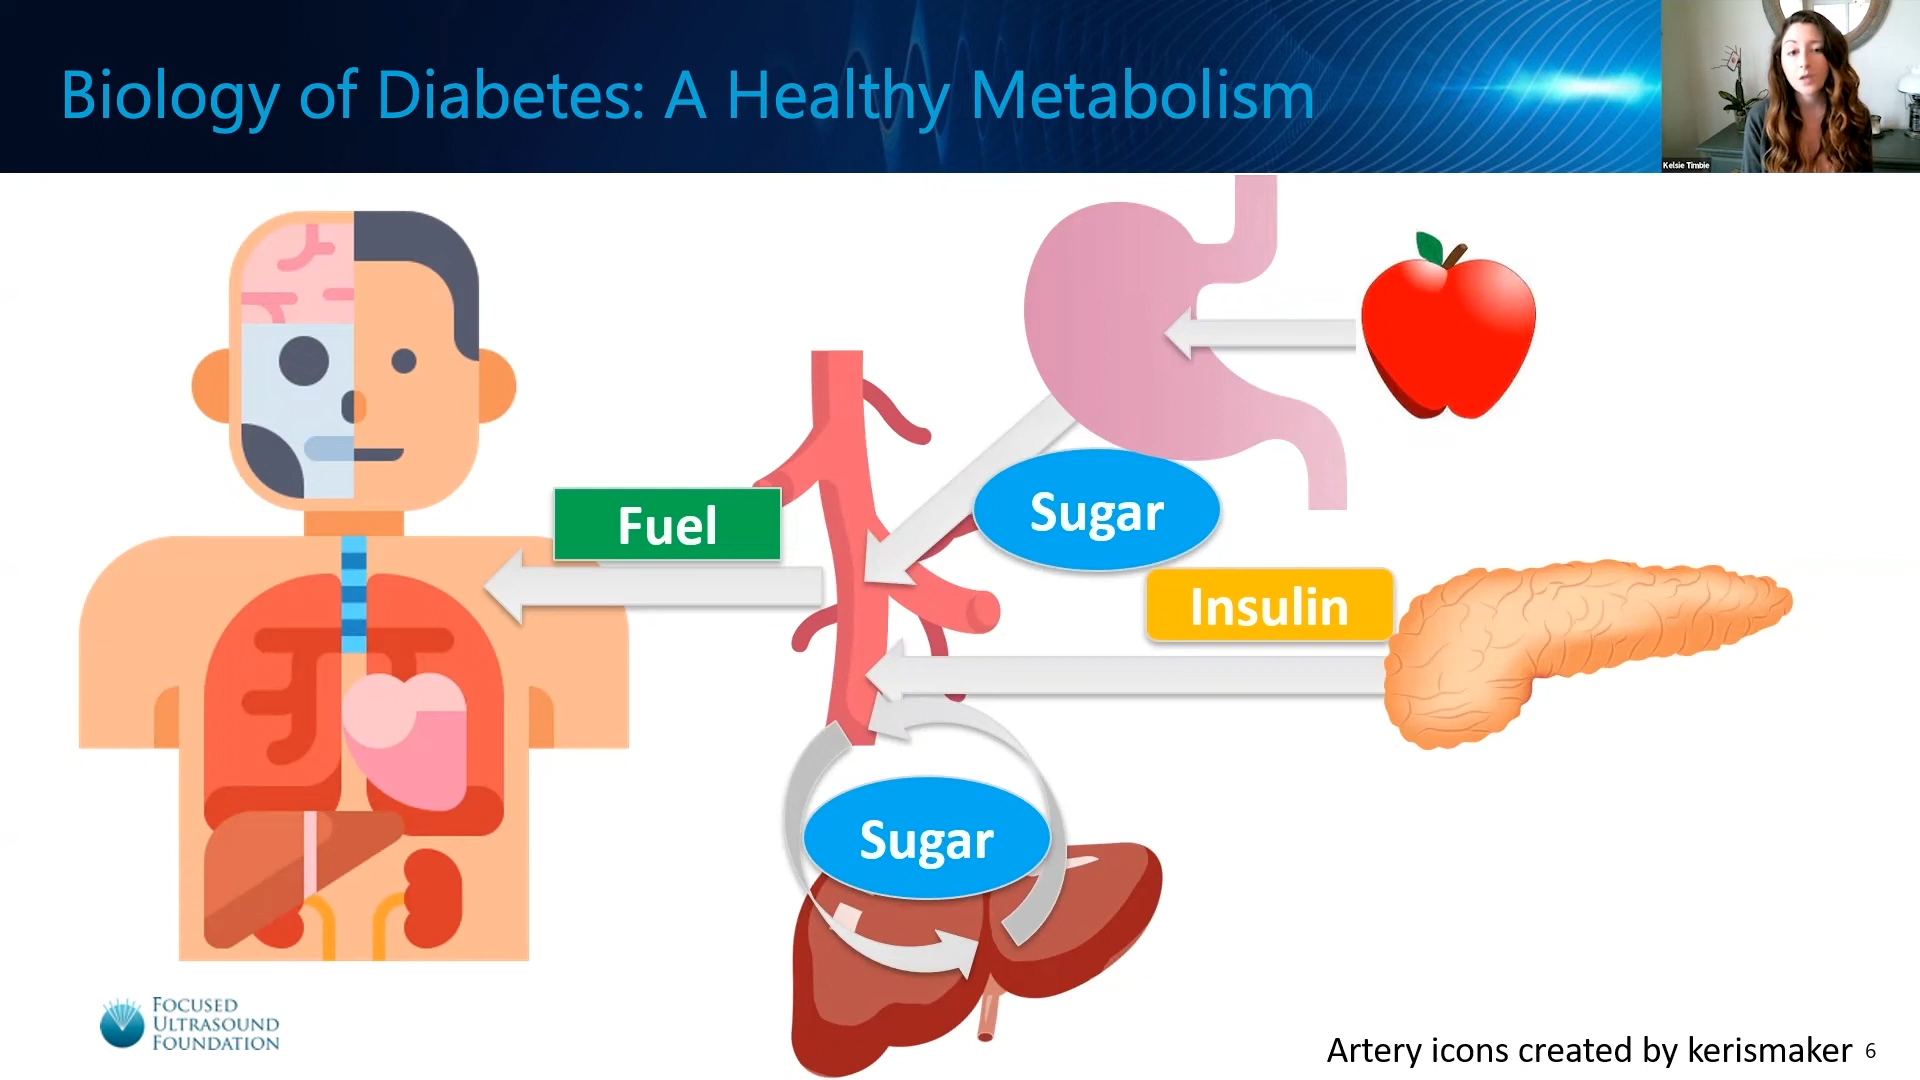 Biology of Diabetes: A Healthy Metabolism
Kelsie Timbie
Fuel
Sugar
Insulin
Sugar
FOCUSED
ULTRASOUND
FOUNDATION
Artery icons created by kerismaker 6